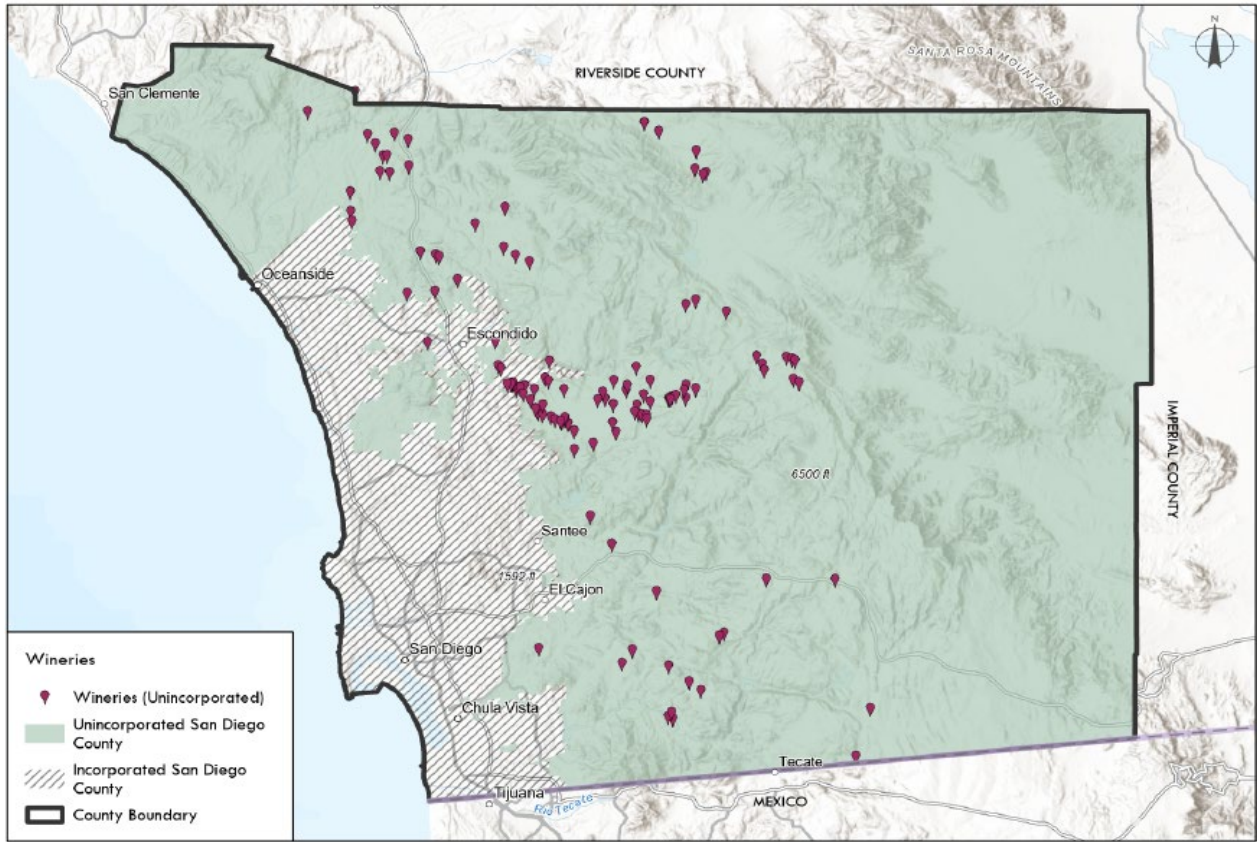 N
SANTA ROSA MOUNTAINS
RIVERSIDE COUNTY
San Clemente
Oceanside
Escondido
IMPERIAL COUNTY
6500 ft
Santee
1592 ft
El Cajon
San Diego
Chula Vista
Tecate
Tijuana
Rio Tecate
MEXICO
Wineries
Wineries (Unincorporated)
Unincorporated San Diego
County
Incorporated San Diego
County
County Boundary